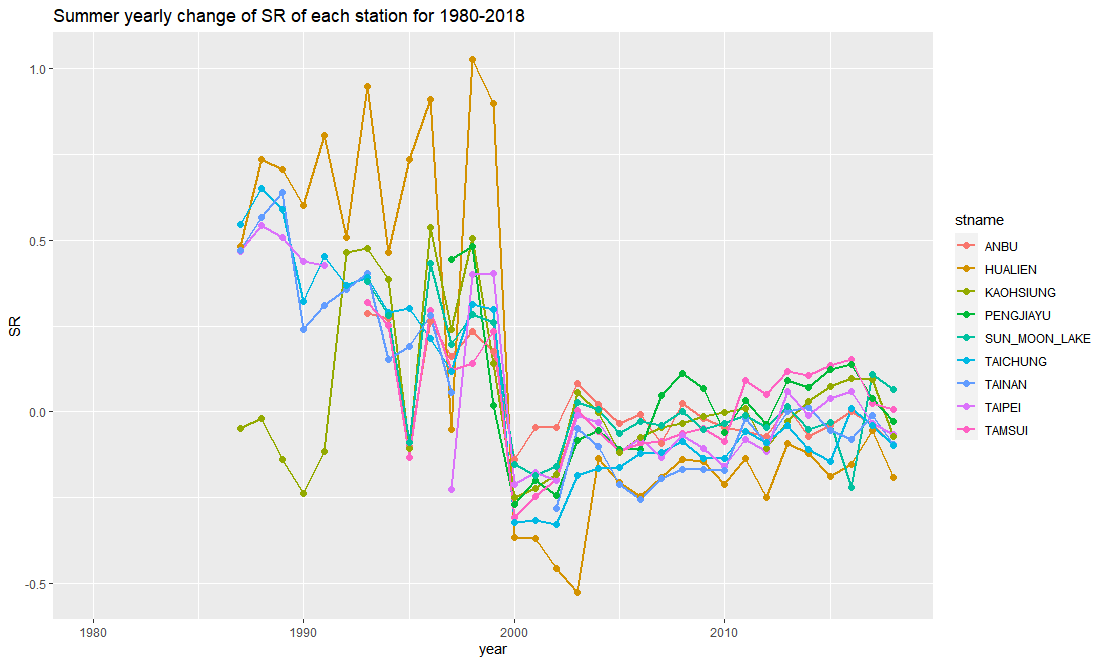 Summer yearly change of SR of each station for 1980-2018
1.0
0.5
0.0
-0.5
SR
1980
1990
2000
2010
year
stname
ANBU
HUALIEN
KAOHSIUNG
PENGJIAYU
SUN_MOON_LAKE
TAICHUNG
TAINAN
TAIPEI
TAMSUI